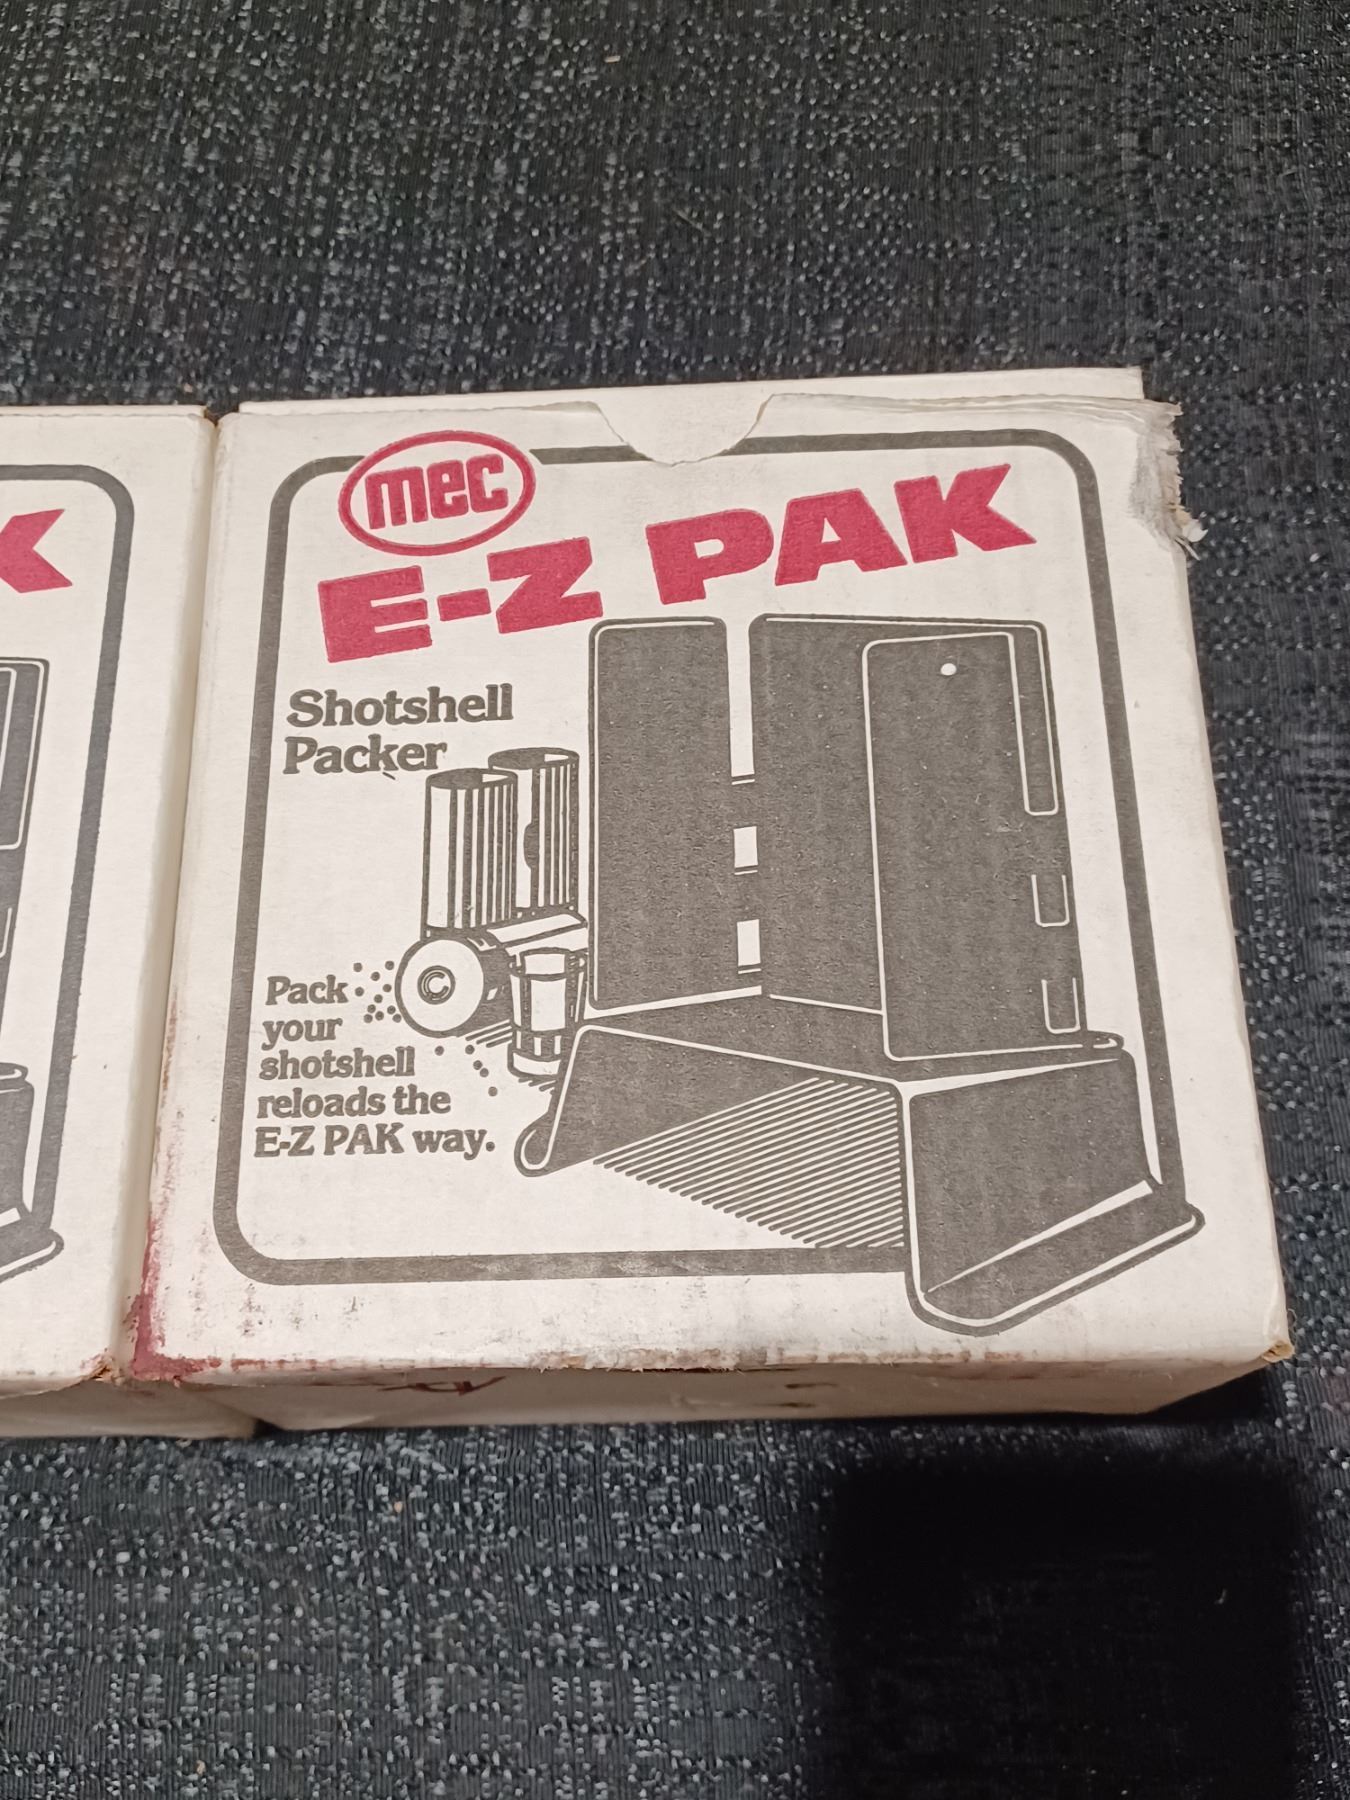 mec
E-Z PAK
Shotshell
Packer
C
Pack
your
shotshell
reloads the
E-Z PAK way.
K